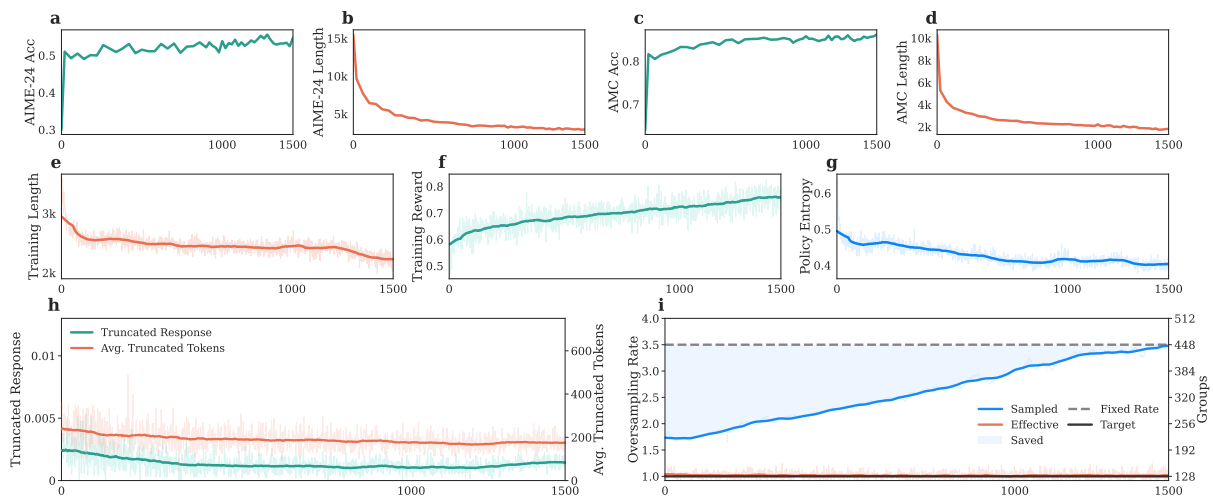 a
AIME-24 Acc
0.5
0.4
0.3
0
1000
1500
b
AIME-24 Length
15k
10k
5k
0
1000
1500
c
AMC Acc
0.8
0.7
0
1000
1500
d
AMC Length
10k
8k
6k
4k
2k
0
1000
1500
e
Training Length
3k
2k
0
1000
1500
f
Training Reward
0.8
0.7
0.6
0.5
0
1000
1500
g
Policy Entropy
0.6
0.5
0.4
0
1000
1500
h
Truncated Response
0.01
0.005
0
Truncated Response
Avg. Truncated Tokens
600
400
200
0
Avg. Truncated Tokens
0
1000
1500
i
Oversampling Rate
4.0
3.5
3.0
2.5
2.0
1.5
1.0
Sampled
Effective
Saved
Fixed Rate
Target
512
448
384
320
256
192
128
Groups
0
1000
1500